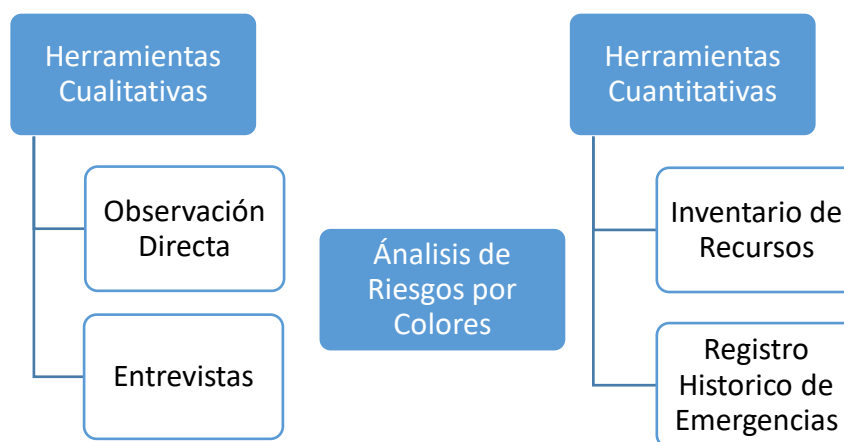 Herramientas
Cualitativas
Observación
Directa
Entrevistas
Ánalisis de
Riesgos por
Colores
Herramientas
Cuantitativas
Inventario de
Recursos
Registro
Historico de
Emergencias